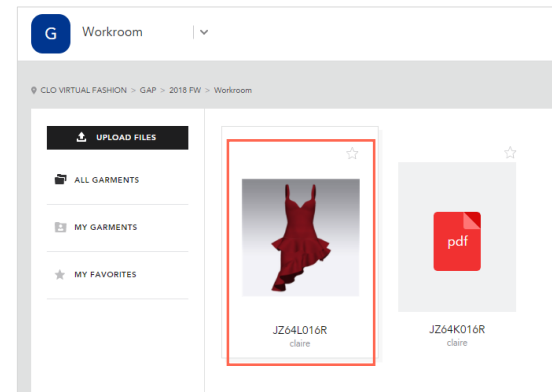 G Workroom
CLO VIRTUAL FASHION > GAP > 2018 FW > Workroom
UPLOAD FILES
ALL GARMENTS
MY GARMENTS
MY FAVORITES
JZ64L016R
claire
pdf
JZ64K016R
claire